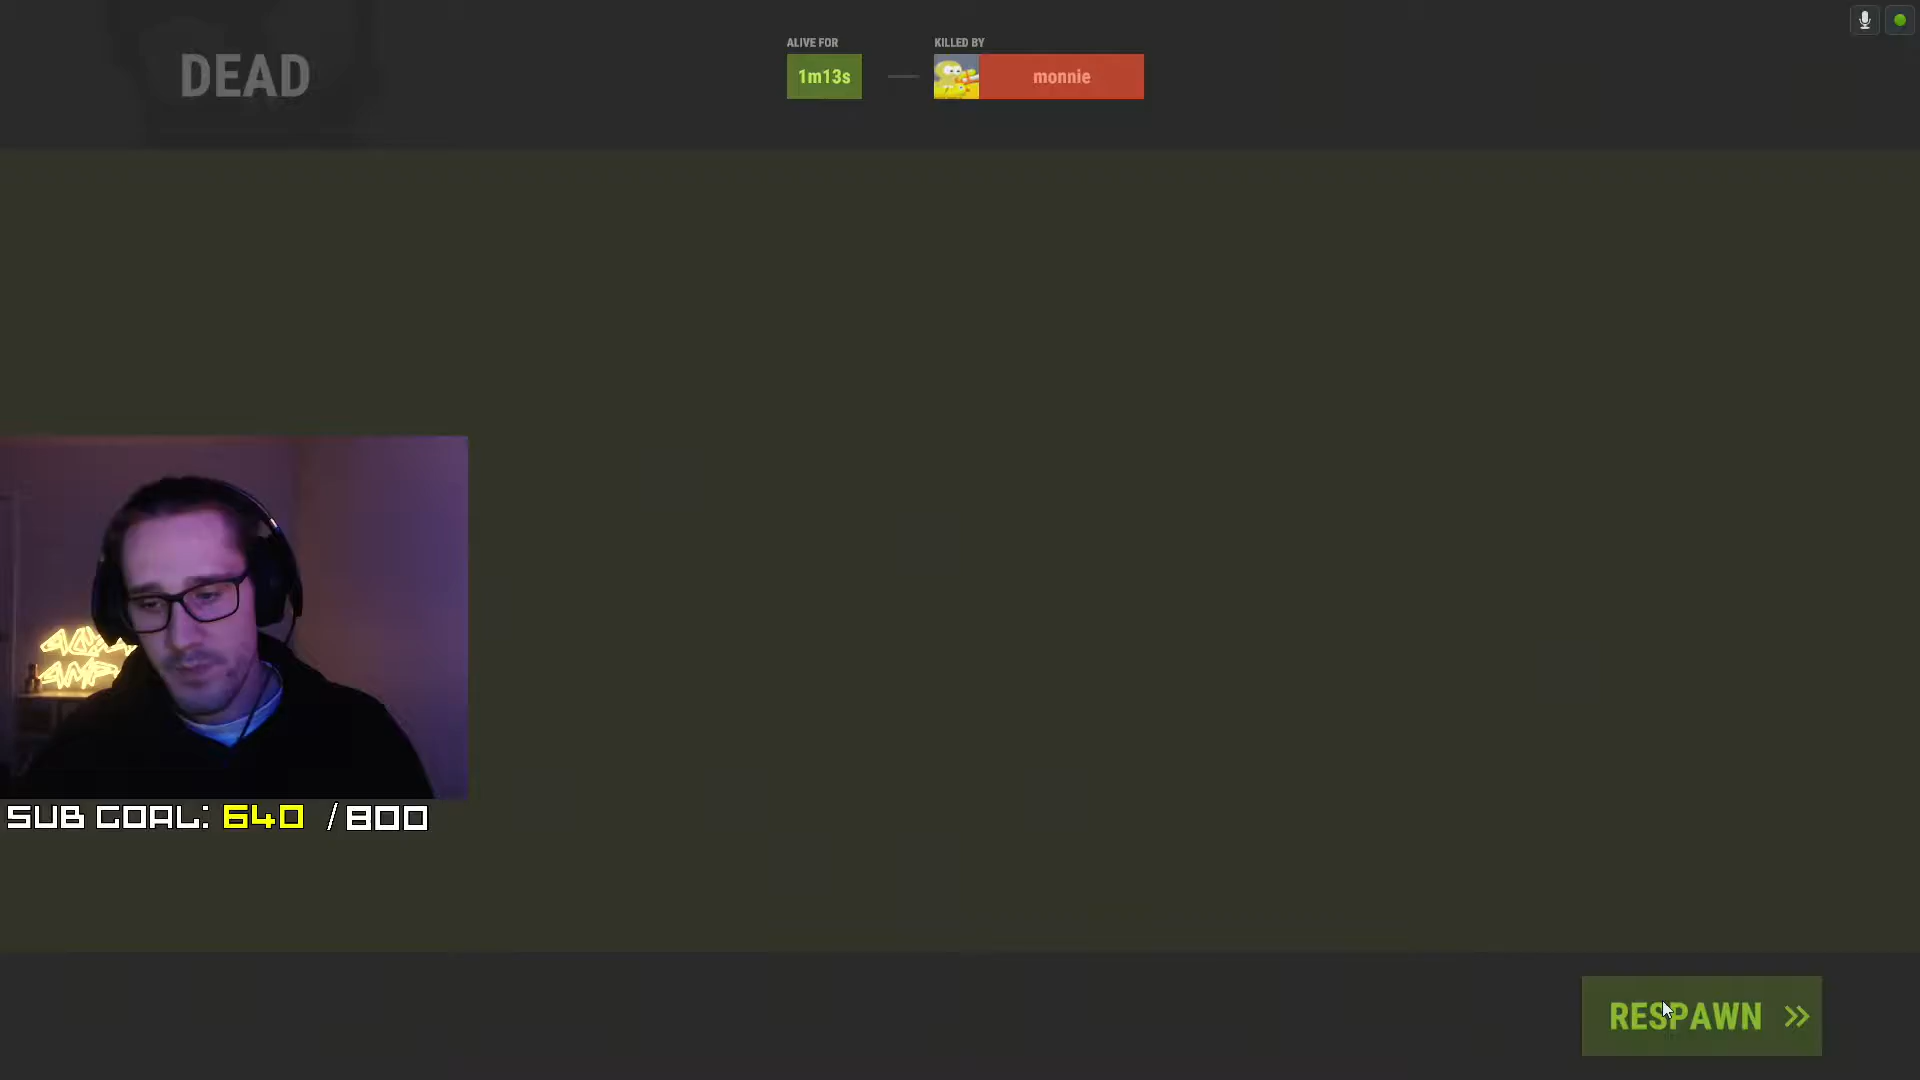 DEAD
ALIVE FOR
1m13s
KILLED BY
monnie
SUB GOAL: 640 /800
RESPAWN